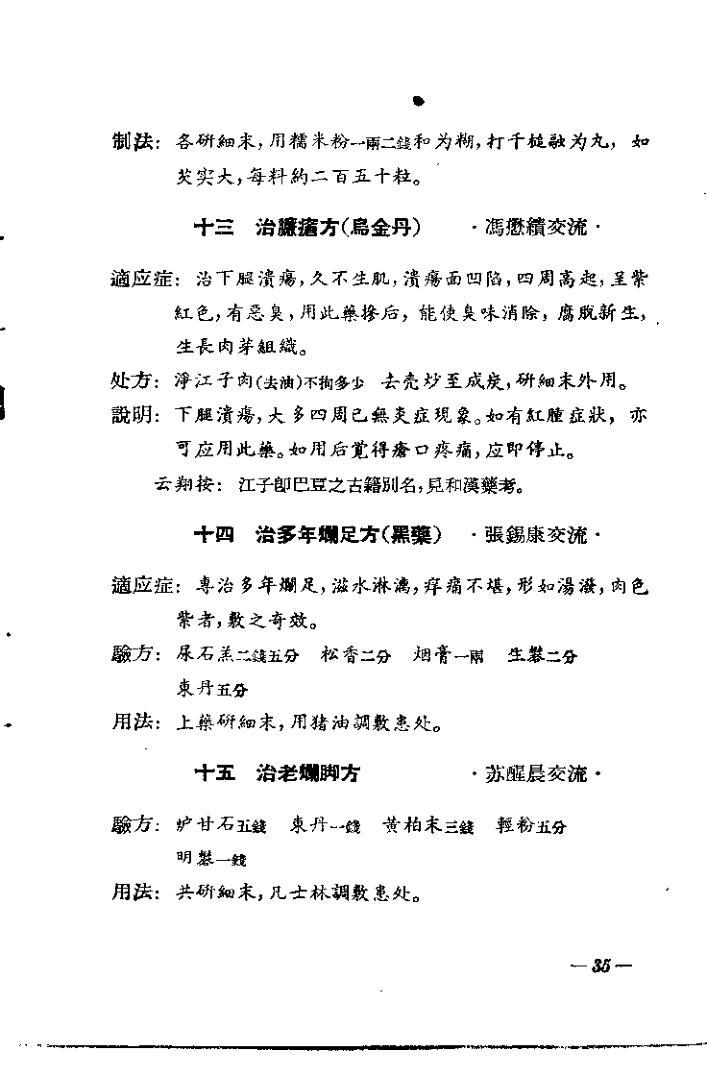 制法：各研細末，用糯米粉一兩二錢和为糊，打千槌融为丸，如
芡实大，每料約二百五十粒。
十三　治臁瘡方(烏金丹)　·馮懋績交流·
適应症：治下腿潰瘍，久不生肌，潰瘍面凹陷，四周高起，呈紫
紅色，有惡臭，用此藥摻后，能使臭味消除，腐脫新生，
生長肉芽組織。
处方：淨江子肉(去油)不拘多少　去壳炒至成炭，研細末外用。
說明：下腿潰瘍，大多四周已無炎症現象。如有紅腫症狀，亦
可应用此藥。如用后覚得瘡口疼痛，应即停止。
云翔按：江子卽巴豆之古籍別名，見和漢藥考。
十四　治多年爛足方(黑藥)　·張錫康交流·
適应症：専治多年爛足，滋水淋漓，痒痛不堪，形如湯潑，肉色
紫者，敷之奇效。
驗方：尿石羔二錢五分　松香二分　烟膏一兩　生礬二分
東丹五分
用法：上藥研細末，用猪油調敷患处。
十五　治老爛脚方　·苏醒晨交流·
驗方：炉甘石五錢　東丹一錢　黄柏末三錢　輕粉五分
明礬一錢
用法：共研細末，凡士林調敷患处。
—35—